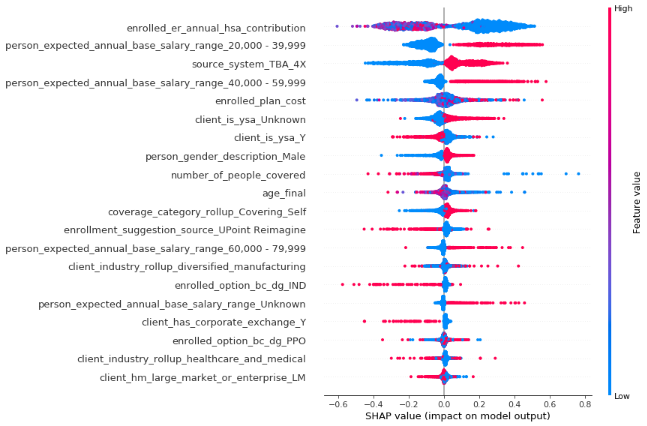 High
enrolled_er_annual_hsa_contribution
person_expected_annual_base_salary_range_20,000 - 39,999
source_system_TBA_4X
person_expected_annual_base_salary_range_40,000 - 59,999
enrolled_plan_cost
client_is_ysa_Unknown
client_is_ysa_Y
person_gender_description_Male
number_of_people_covered
age_final
coverage_category_rollup_Covering_Self
enrollment_suggestion_source_UPoint Reimagine
person_expected_annual_base_salary_range_60,000 - 79,999
client_industry_rollup_diversified_manufacturing
enrolled_option_bc_dg_IND
person_expected_annual_base_salary_range_Unknown
client_has_corporate_exchange_Y
enrolled_option_bc_dg_PPO
client_industry_rollup_healthcare_and_medical
client_hm_large_market_or_enterprise_LM
Feature value
Low
−0.6 −0.4 −0.2 0.0 0.2 0.4 0.6 0.8
SHAP value (impact on model output)